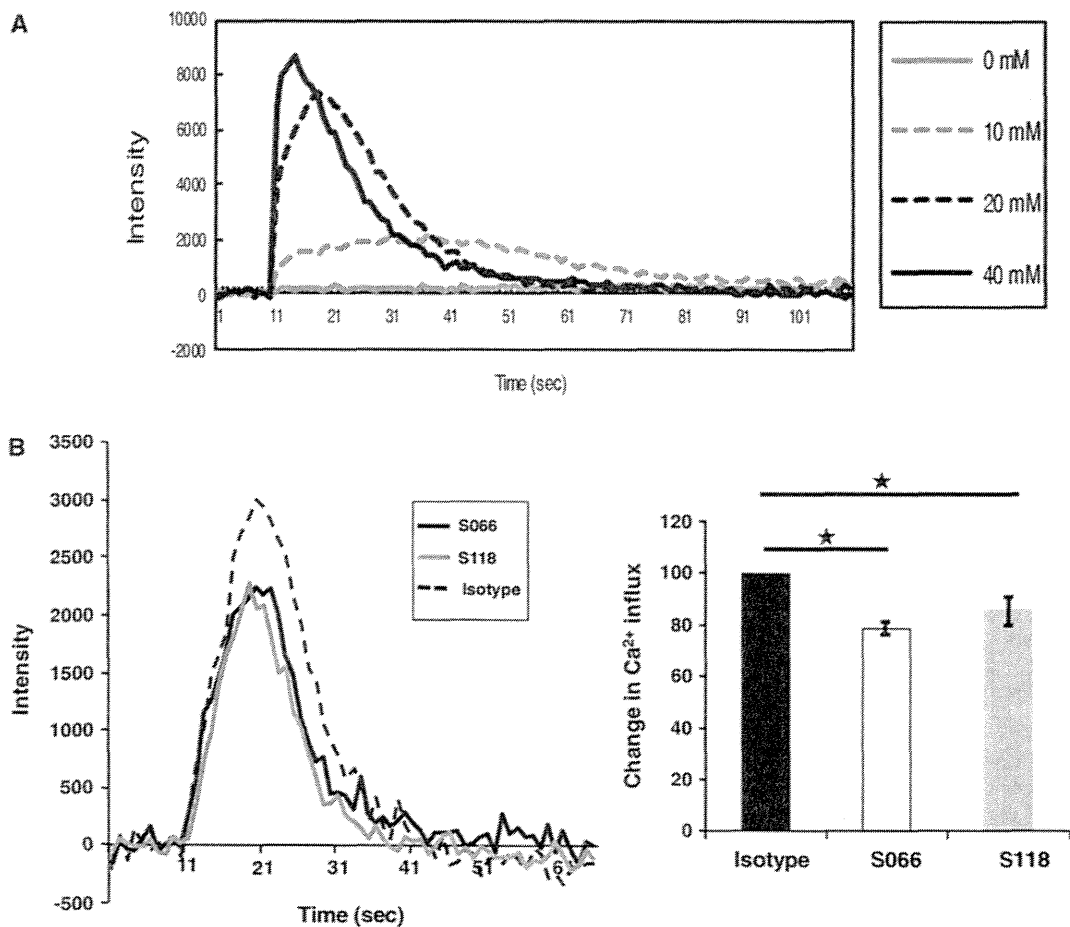 A
10000
8000
6000
4000
2000
0
-2000
Intensity
1 11 21 31 41 51 61 71 81 91 101
Time (sec)
0 mM
10 mM
20 mM
40 mM
B
3500
3000
2500
2000
1500
1000
500
0
-500
Intensity
11 21 31 41 51 6
Time (sec)
S066
S118
Isotype
120
100
80
60
40
20
0
Change in Ca²⁺ influx
Isotype S066 S118